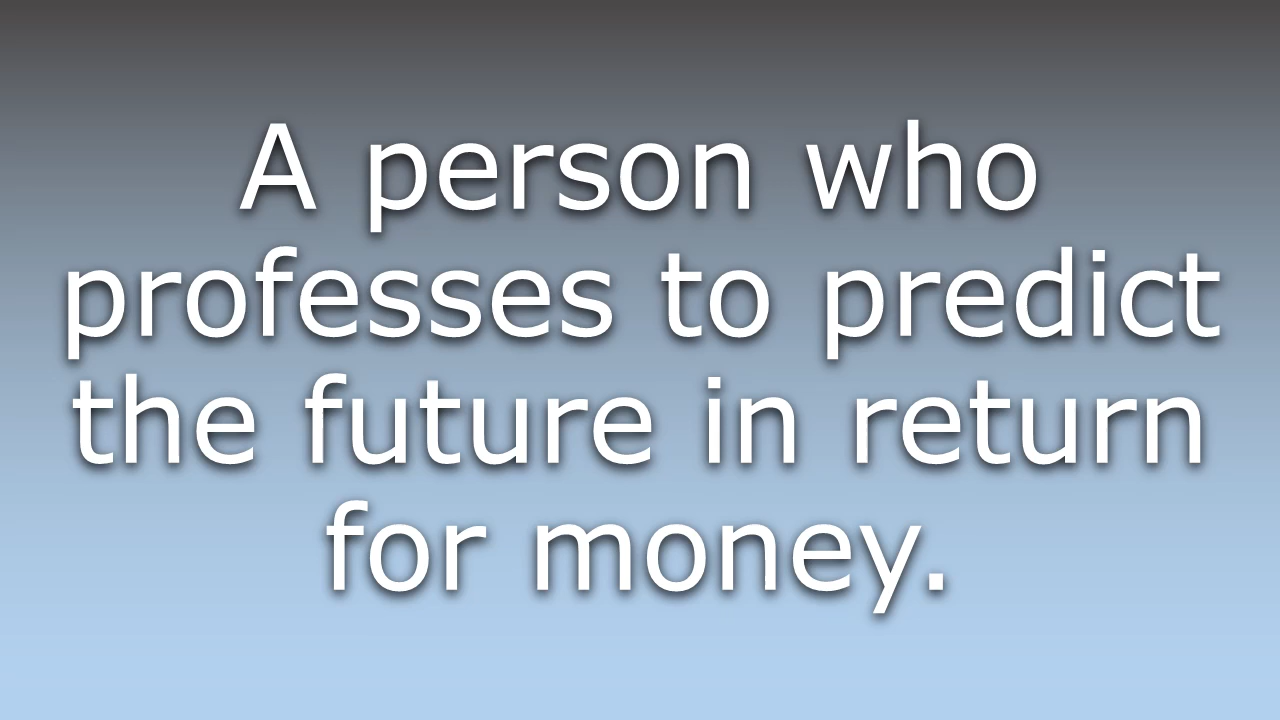 A person who
professes to predict
the future in return
for money.